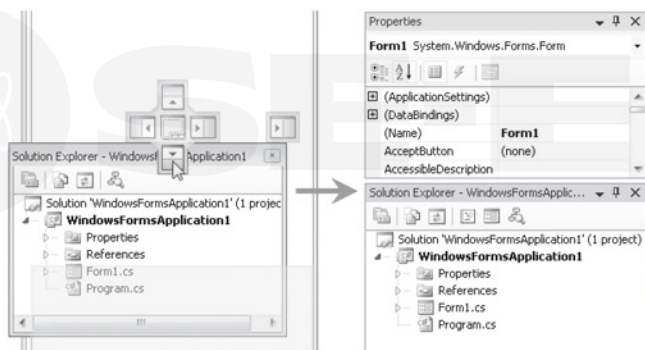 Solution Explorer - WindowsF Application1
Solution 'WindowsFormsApplication1' (1 projec
WindowsFormsApplication1
Properties
References
Form1.cs
Program.cs
Properties
Form1 System.Windows.Forms.Form
(ApplicationSettings)
(DataBindings)
(Name) Form1
AcceptButton (none)
AccessibleDescription
Solution Explorer - WindowsFormsApplic...
Solution 'WindowsFormsApplication1' (1 project)
WindowsFormsApplication1
Properties
References
Form1.cs
Program.cs